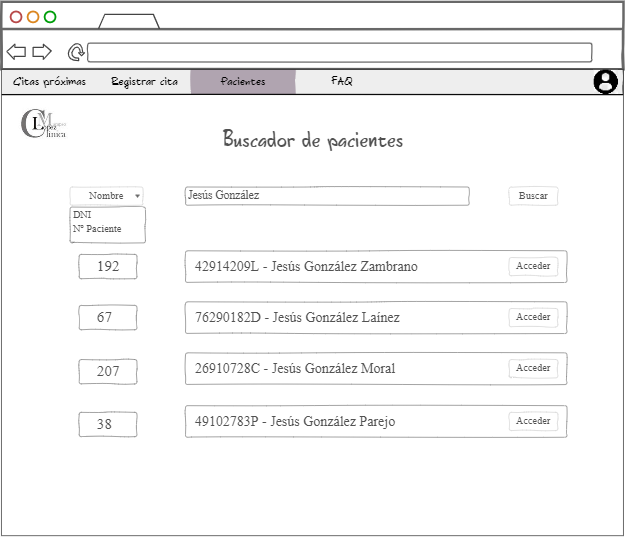 Citas próximas Registrar cita Pacientes FAQ
CM
López
Clínica
Buscador de pacientes
Nombre Jesús González Buscar
DNI
Nº Paciente
192 42914209L - Jesús González Zambrano Acceder
67 76290182D - Jesús González Laínez Acceder
207 26910728C - Jesús González Moral Acceder
38 49102783P - Jesús González Parejo Acceder